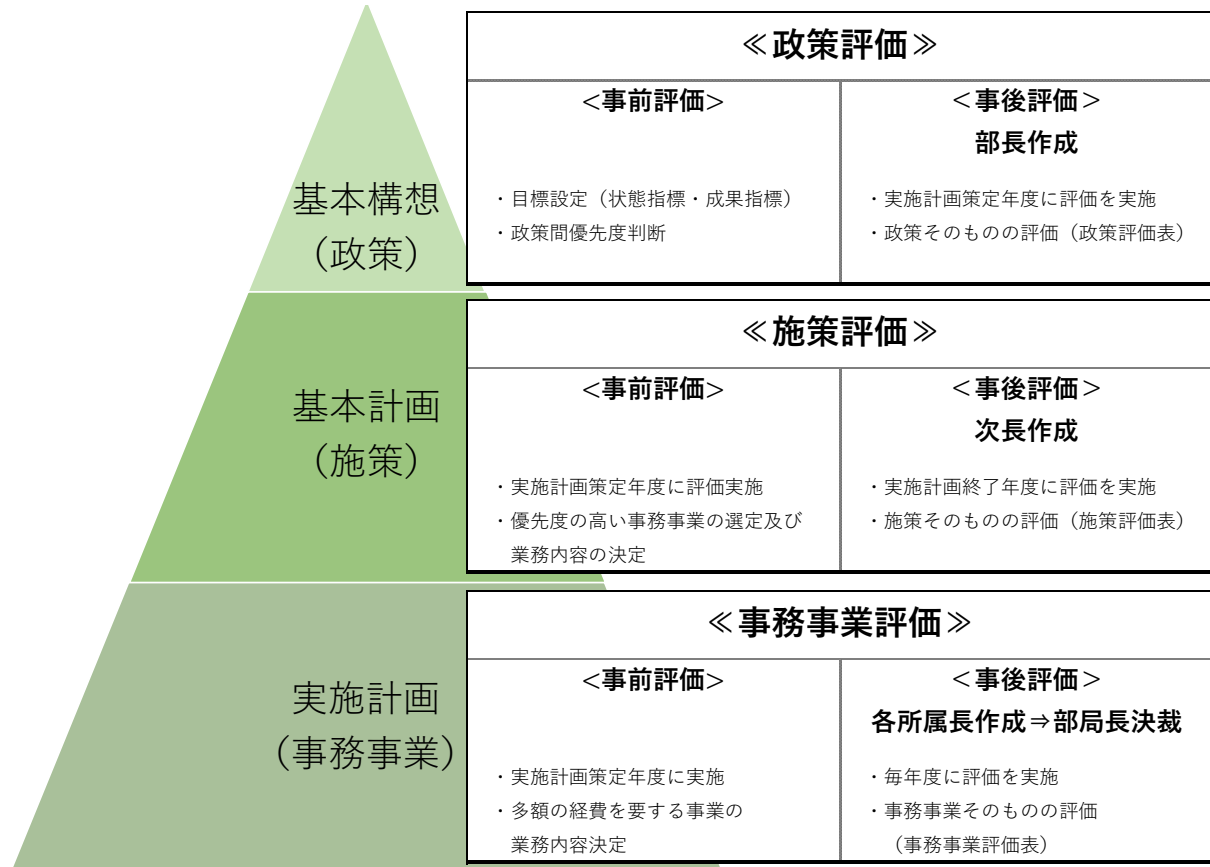 基本構想
（政策）
≪政策評価≫
<事前評価>
・目標設定（状態指標・成果指標）
・政策間優先度判断
＜事後評価＞
部長作成
・実施計画策定年度に評価を実施
・政策そのものの評価（政策評価表）
基本計画
（施策）
≪施策評価≫
<事前評価>
・実施計画策定年度に評価実施
・優先度の高い事務事業の選定及び
業務内容の決定
＜事後評価＞
次長作成
・実施計画終了年度に評価を実施
・施策そのものの評価（施策評価表）
実施計画
（事務事業）
≪事務事業評価≫
<事前評価>
・実施計画策定年度に実施
・多額の経費を要する事業の
業務内容決定
＜事後評価＞
各所属長作成⇒部局長決裁
・毎年度に評価を実施
・事務事業そのものの評価
（事務事業評価表）